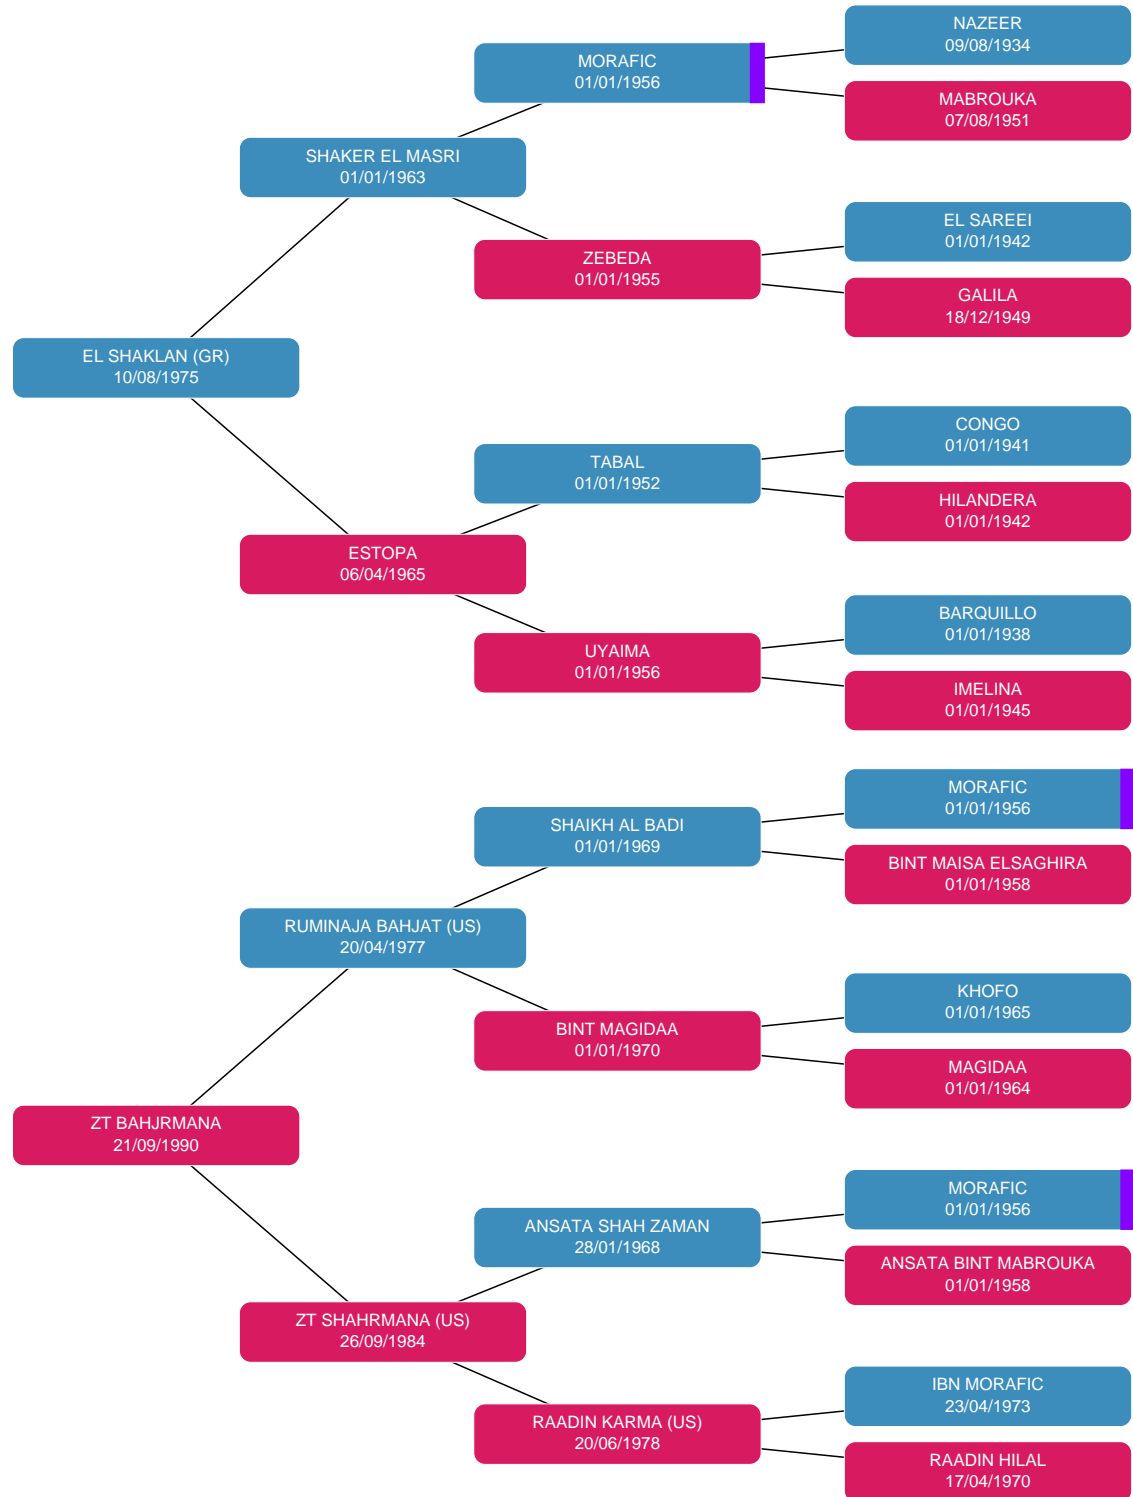 NAZEER
09/08/1934
MORAFIC
01/01/1956
MABROUKA
07/08/1951
SHAKER EL MASRI
01/01/1963
EL SAREEI
01/01/1942
ZEBEDA
01/01/1955
GALILA
18/12/1949
EL SHAKLAN (GR)
10/08/1975
CONGO
01/01/1941
TABAL
01/01/1952
HILANDERA
01/01/1942
ESTOPA
06/04/1965
BARQUILLO
01/01/1938
UYAIMA
01/01/1956
IMELINA
01/01/1945
MORAFIC
01/01/1956
SHAIKH AL BADI
01/01/1969
BINT MAISA ELSAGHIRA
01/01/1958
RUMINAJA BAHJAT (US)
20/04/1977
KHOFO
01/01/1965
BINT MAGIDAA
01/01/1970
MAGIDAA
01/01/1964
ZT BAHJRMANA
21/09/1990
MORAFIC
01/01/1956
ANSATA SHAH ZAMAN
28/01/1968
ANSATA BINT MABROUKA
01/01/1958
ZT SHAHRMANA (US)
26/09/1984
IBN MORAFIC
23/04/1973
RAADIN KARMA (US)
20/06/1978
RAADIN HILAL
17/04/1970